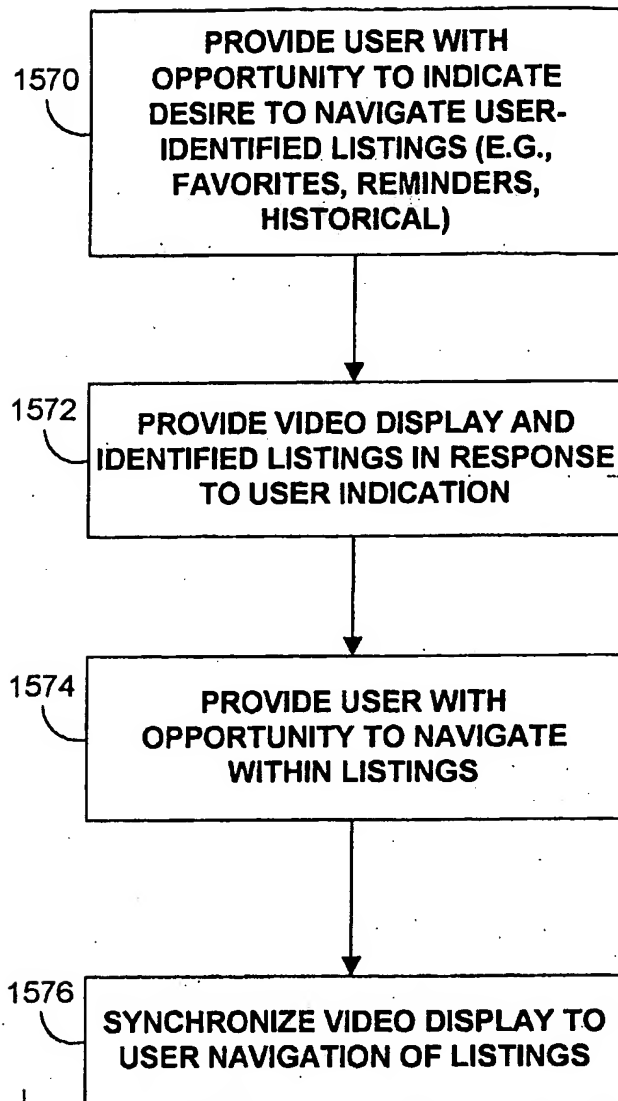 1570
PROVIDE USER WITH
OPPORTUNITY TO INDICATE
DESIRE TO NAVIGATE USER-
IDENTIFIED LISTINGS (E.G.,
FAVORITES, REMINDERS,
HISTORICAL)
1572
PROVIDE VIDEO DISPLAY AND
IDENTIFIED LISTINGS IN RESPONSE
TO USER INDICATION
1574
PROVIDE USER WITH
OPPORTUNITY TO NAVIGATE
WITHIN LISTINGS
1576
SYNCHRONIZE VIDEO DISPLAY TO
USER NAVIGATION OF LISTINGS